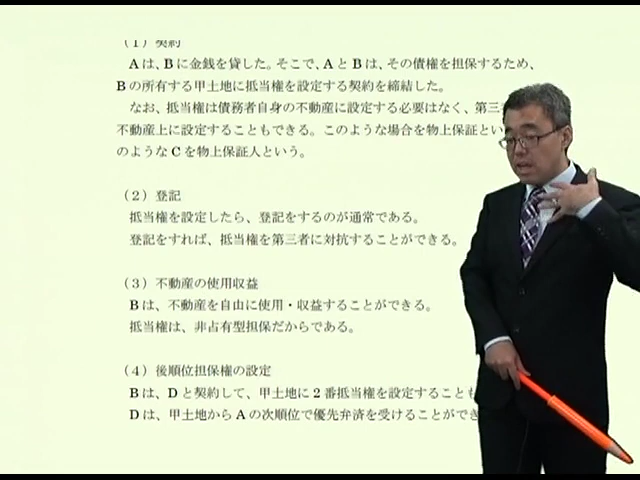 （1）契約
Aは、Bに金銭を貸した。そこで、AとBは、その債権を担保するため、
Bの所有する甲土地に抵当権を設定する契約を締結した。
なお、抵当権は債務者自身の不動産に設定する必要はなく、第三
不動産上に設定することもできる。このような場合を物上保証とい
のようなCを物上保証人という。
（2）登記
抵当権を設定したら、登記をするのが通常である。
登記をすれば、抵当権を第三者に対抗することができる。
（3）不動産の使用収益
Bは、不動産を自由に使用・収益することができる。
抵当権は、非占有型担保だからである。
（4）後順位担保権の設定
Bは、Dと契約して、甲土地に2番抵当権を設定することも
Dは、甲土地からAの次順位で優先弁済を受けることができ